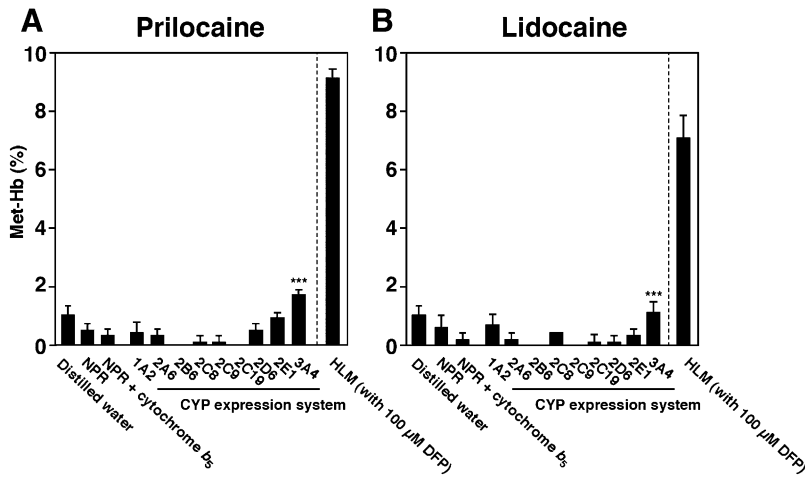 A Prilocaine
Met-Hb (%)
10
8
6
4
2
0
***
Distilled water
NPR
NPR + cytochrome b5
1A2
2A6
2B6
2C8
2C9
2C19
2D6
2E1
3A4
HLM (with 100 µM DFP)
CYP expression system
B Lidocaine
10
8
6
4
2
0
***
Distilled water
NPR
NPR + cytochrome b5
1A2
2A6
2B6
2C8
2C9
2C19
2D6
2E1
3A4
HLM (with 100 µM DFP)
CYP expression system